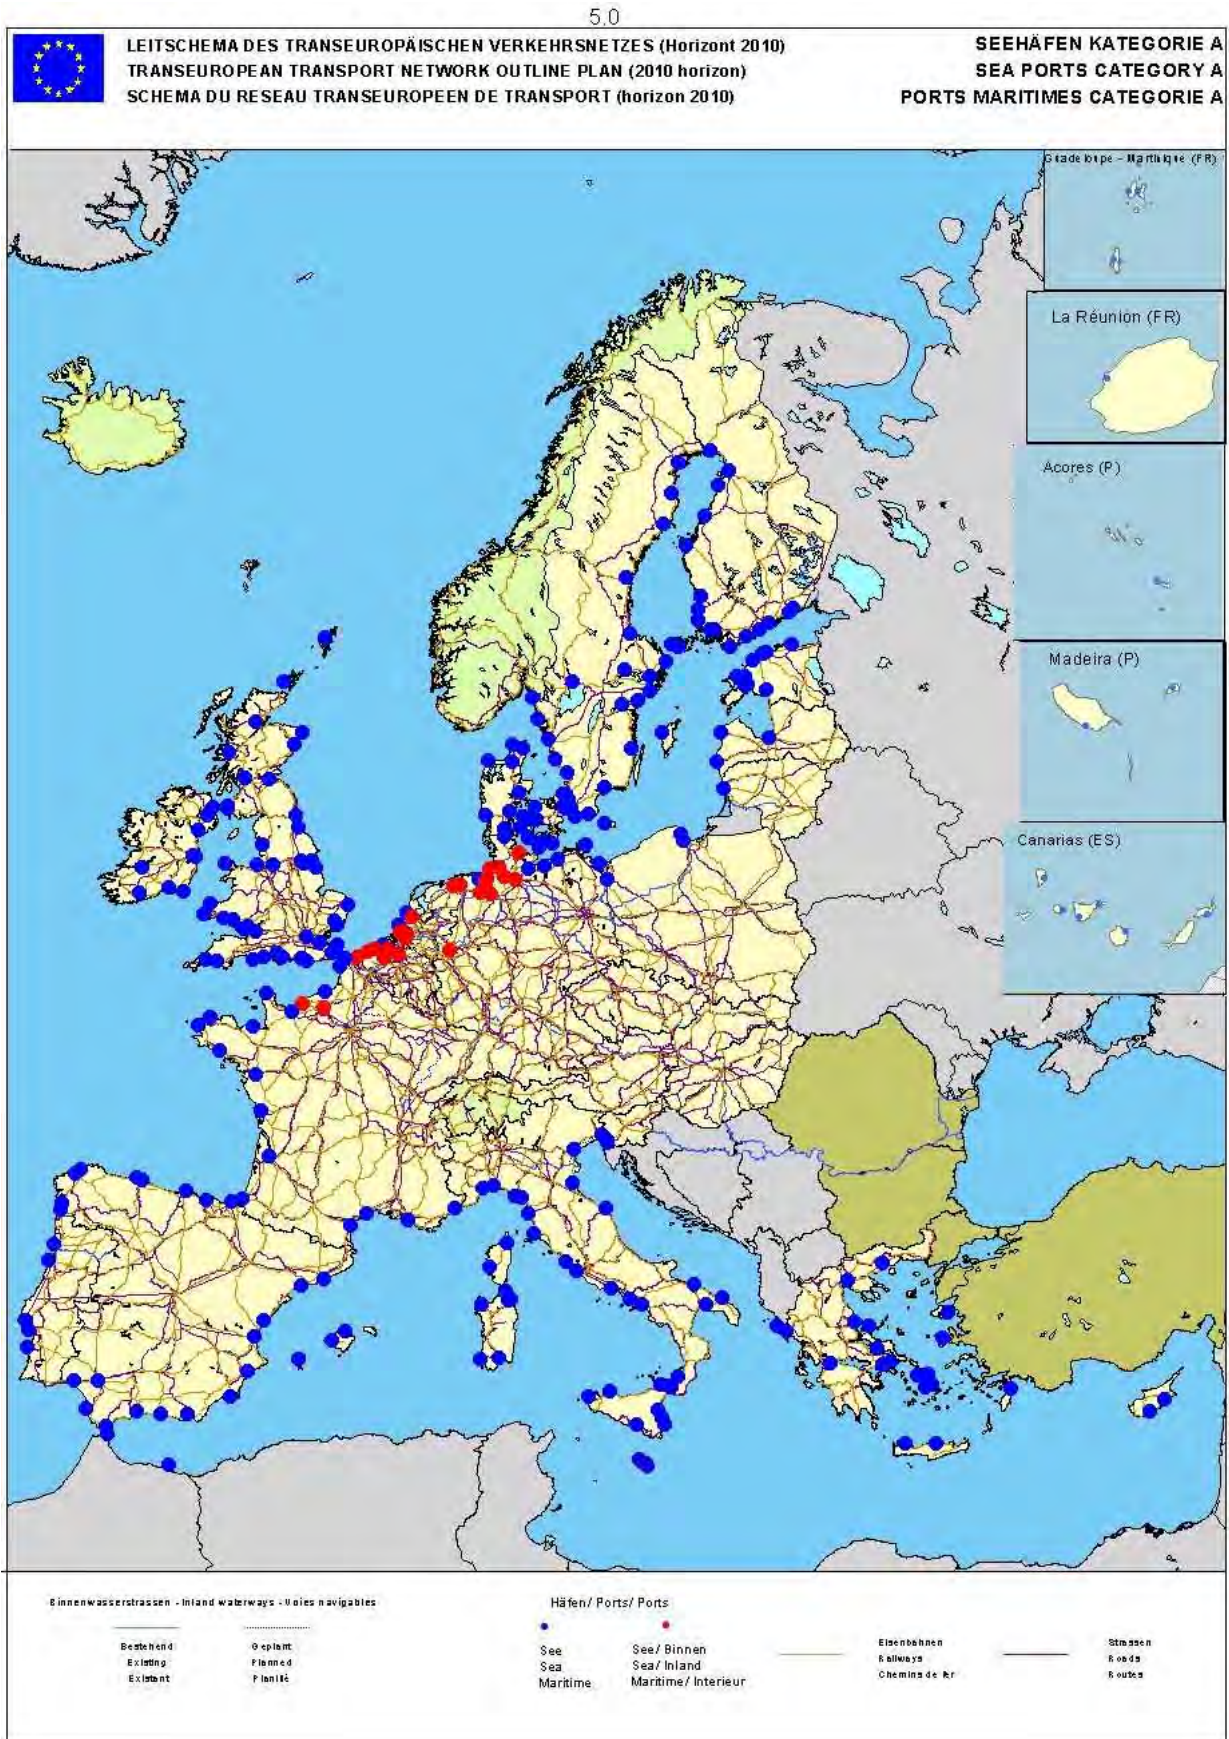 5.0
LEITSCHEMA DES TRANSEUROPÄISCHEN VERKEHRSNETZES (Horizont 2010)
TRANSEUROPEAN TRANSPORT NETWORK OUTLINE PLAN (2010 horizon)
SCHEMA DU RESEAU TRANSEUROPEEN DE TRANSPORT (horizon 2010)
SEEHÄFEN KATEGORIE A
SEA PORTS CATEGORY A
PORTS MARITIMES CATEGORIE A
Guadeloupe - Martinique (FR)
La Réunion (FR)
Acores (P)
Madeira (P)
Canarias (ES)
Binnenwasserstrassen - Inland waterways - Voies navigables
Bestehend
Existing
Existant
Geplant
Planned
Planifié
Häfen/ Ports/ Ports
See
Sea
Maritime
See/ Binnen
Sea/ Inland
Maritime/ Interieur
Eisenbahnen
Railways
Chemins de fer
Strassen
Roads
Routes